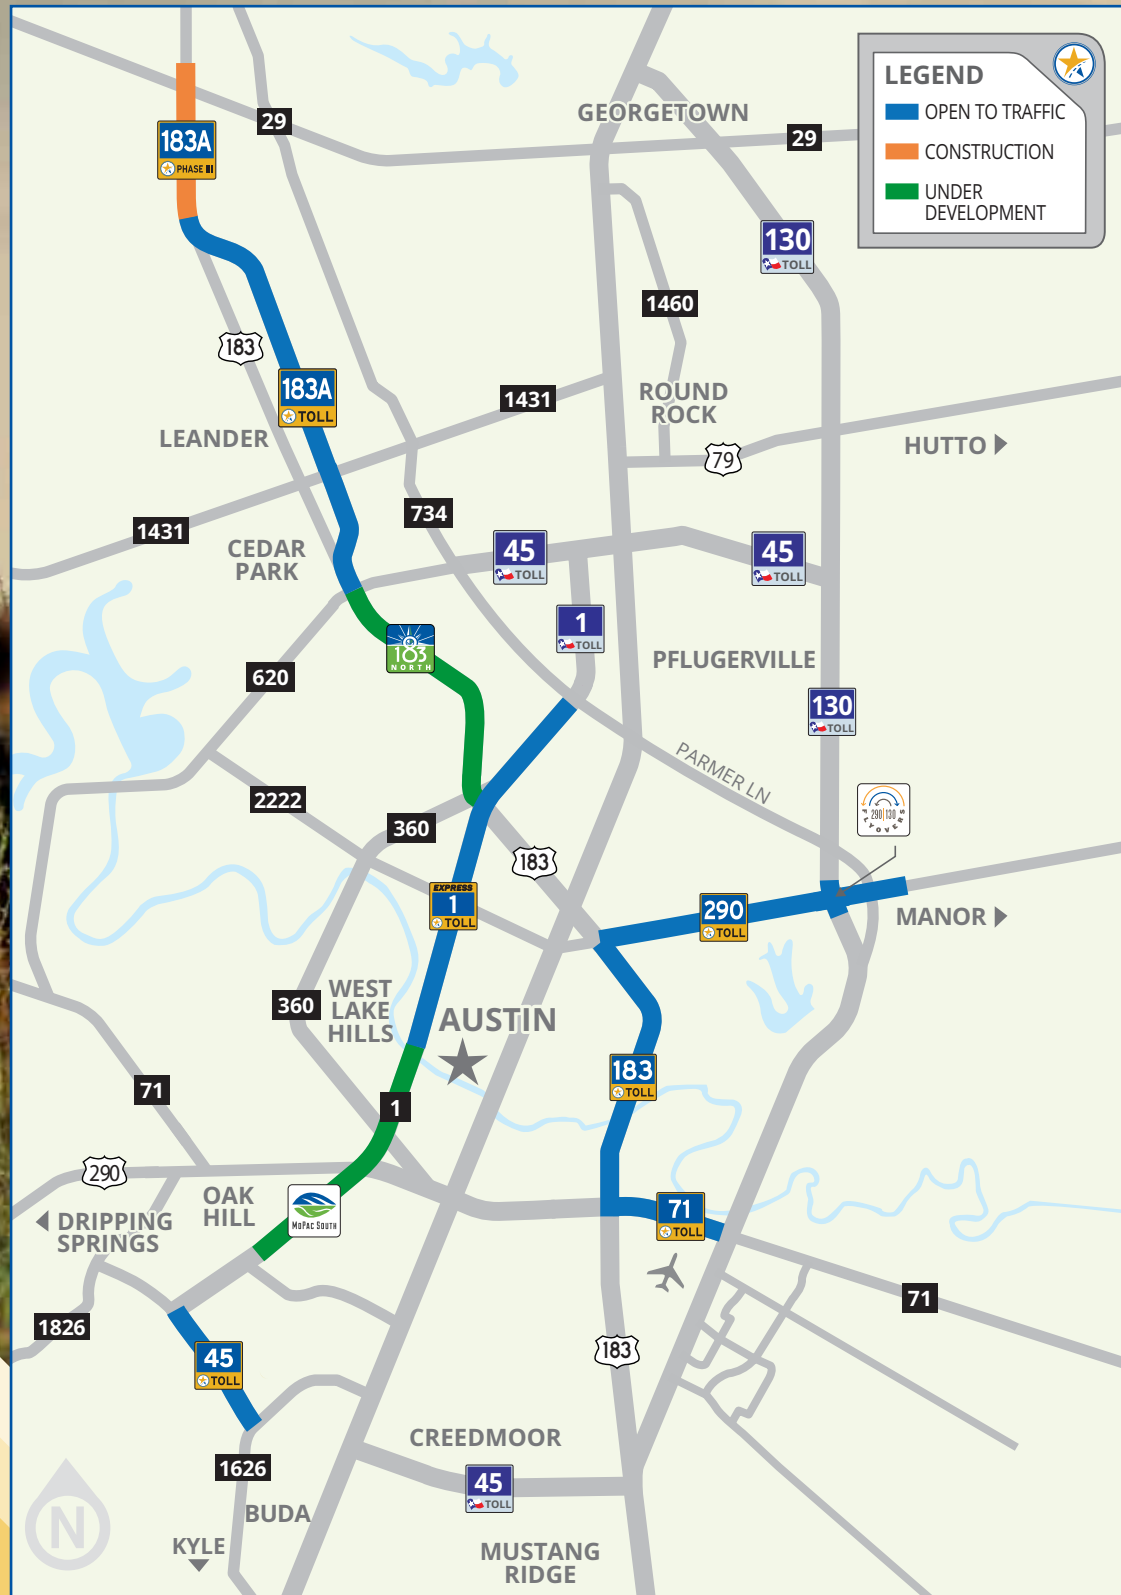 LEGEND
OPEN TO TRAFFIC
CONSTRUCTION
UNDER
DEVELOPMENT
29
GEORGETOWN
29
183A
PHASE III
130
TOLL
1460
183
183A
TOLL
1431
ROUND
ROCK
LEANDER
HUTTO
79
734
1431
CEDAR
PARK
45
TOLL
45
TOLL
1
TOLL
183
NORTH
PFLUGERVILLE
620
130
TOLL
PARMER LN
2222
360
290|130
FLYOVERS
183
EXPRESS
1
TOLL
290
TOLL
MANOR
WEST
LAKE
HILLS
360
AUSTIN
183
TOLL
71
1
290
OAK
HILL
MoPac South
71
TOLL
DRIPPING
SPRINGS
71
1826
183
45
TOLL
CREEDMOOR
1626
45
TOLL
BUDA
N
KYLE
MUSTANG
RIDGE